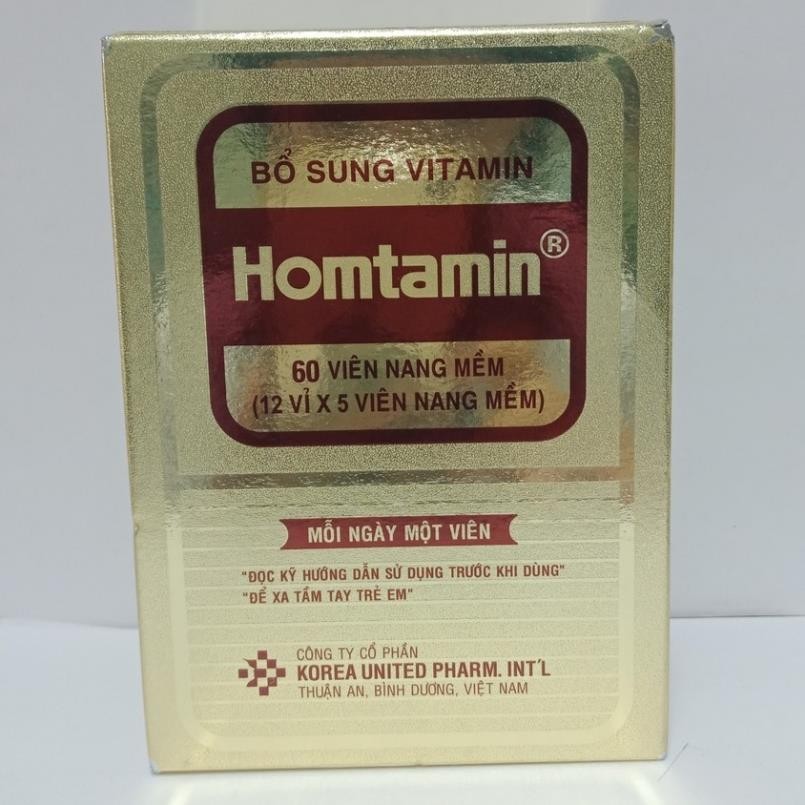 BỔ SUNG VITAMIN
Homtamin®
60 VIÊN NANG MỀM
(12 VỈ X 5 VIÊN NANG MỀM)
MỖI NGÀY MỘT VIÊN
"ĐỌC KỸ HƯỚNG DẪN SỬ DỤNG TRƯỚC KHI DÙNG"
"ĐỂ XA TẦM TAY TRẺ EM"
CÔNG TY CỔ PHẦN
KOREA UNITED PHARM. INT'L
THUẬN AN, BÌNH DƯƠNG, VIỆT NAM